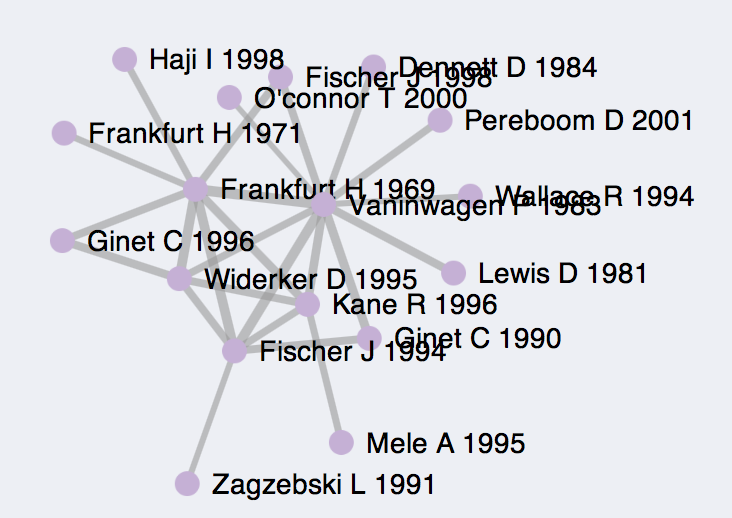 Haji I 1998
Dennett D 1984
Fischer J 1998
O'connor T 2000
Pereboom D 2001
Frankfurt H 1971
Frankfurt H 1969
Wallace R 1994
Vaninwagen P 1983
Ginet C 1996
Widerker D 1995
Lewis D 1981
Kane R 1996
Ginet C 1990
Fischer J 1994
Mele A 1995
Zagzebski L 1991